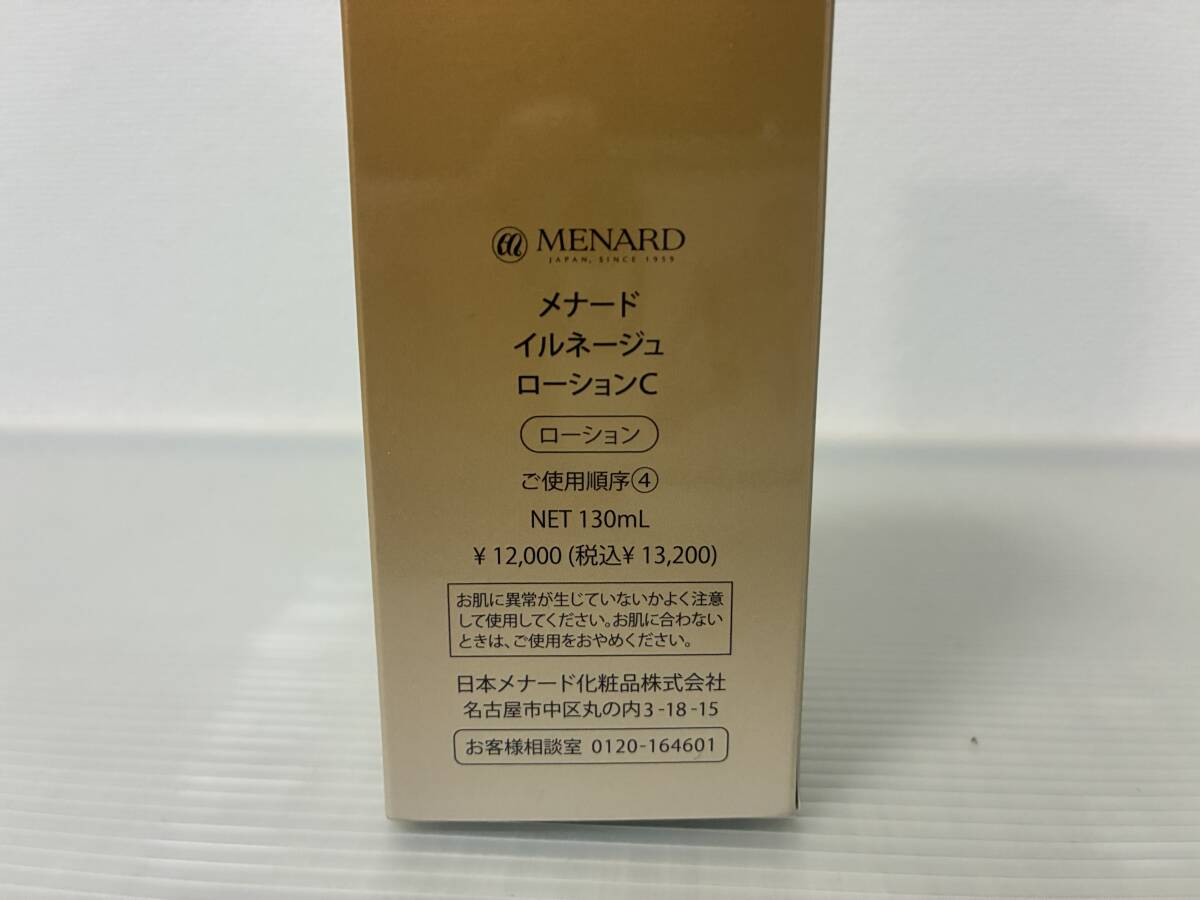 MENARD
JAPAN, SINCE 1959
メナード
イルネージュ
ローションC
ローション
ご使用順序④
NET 130mL
¥12,000 (税込¥13,200)
お肌に異常が生じていないかよく注意
して使用してください。お肌に合わない
ときは、ご使用をおやめください。
日本メナード化粧品株式会社
名古屋市中区丸の内3-18-15
お客様相談室 0120-164601